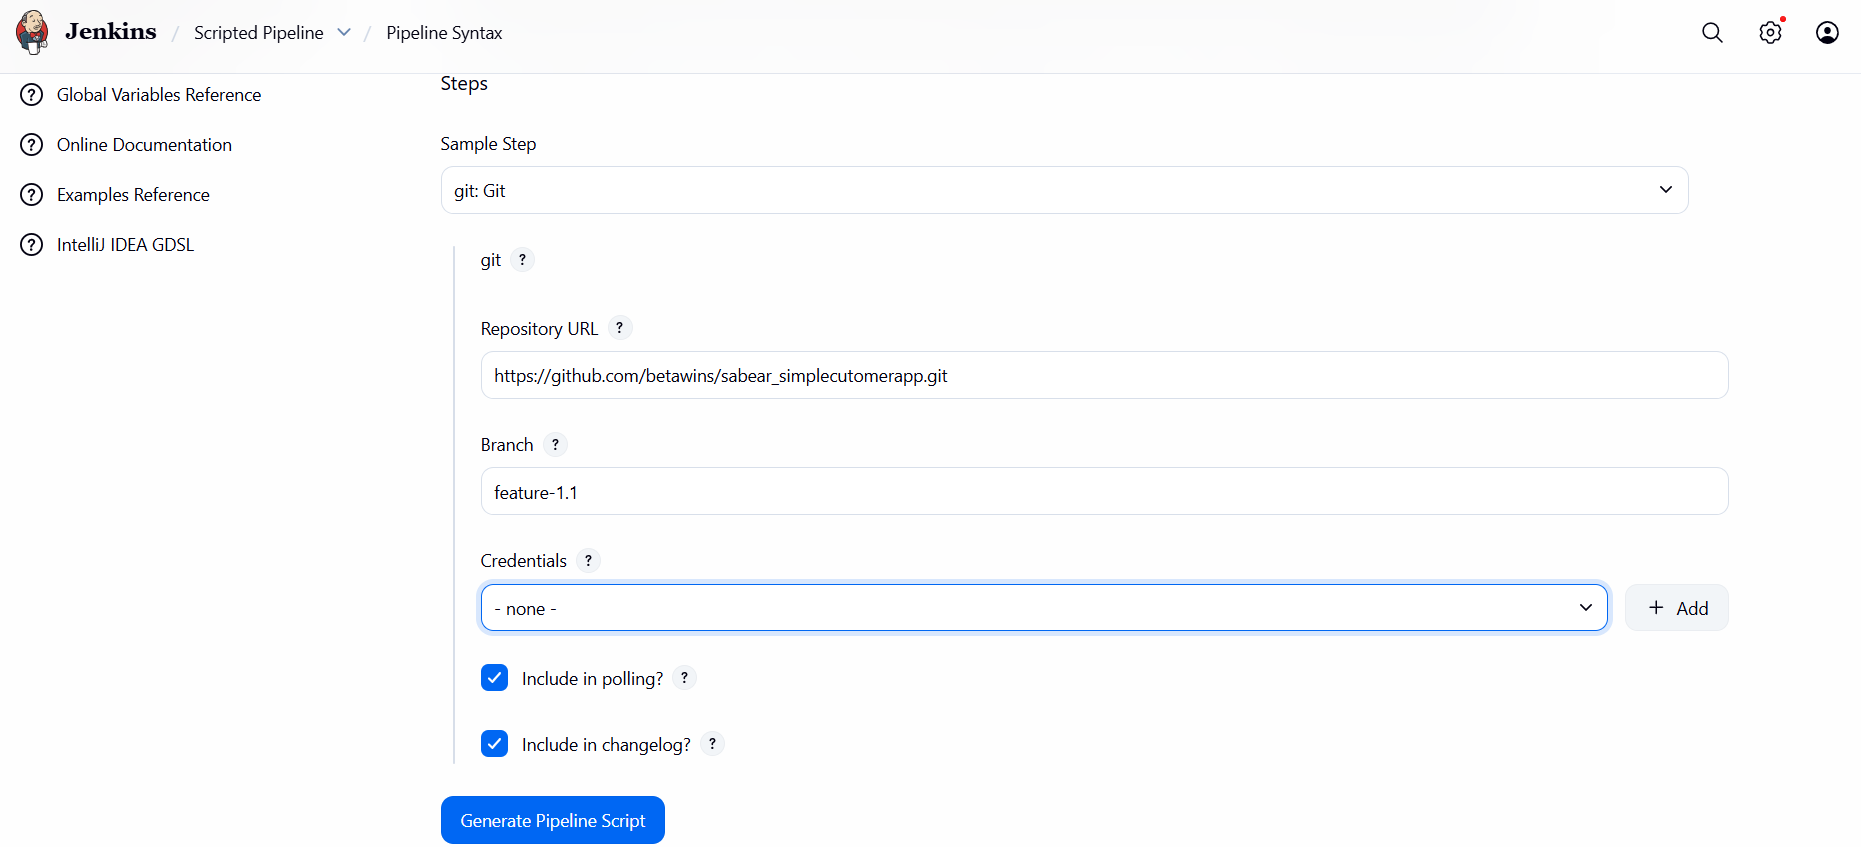 Jenkins / Scripted Pipeline / Pipeline Syntax
Global Variables Reference
Online Documentation
Examples Reference
IntelliJ IDEA GDSL
Steps
Sample Step
git: Git
git ?
Repository URL ?
https://github.com/betawins/sabear_simplecutomerapp.git
Branch ?
feature-1.1
Credentials ?
- none -
+ Add
Include in polling? ?
Include in changelog? ?
Generate Pipeline Script